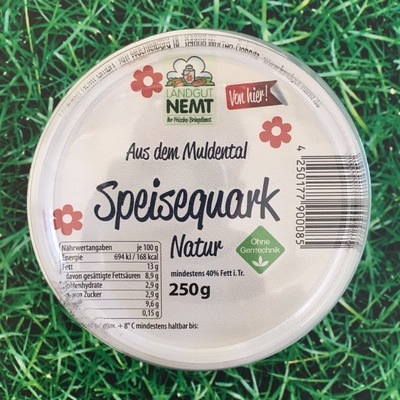 LANDGUT
NEMT
Ihr Frische-Bringdienst
Von hier!
Aus dem Muldental
Speisequark
Natur
Ohne
Gentechnik
mindestens 40% Fett i. Tr.
250g
Nährwertangaben je 100 g
Energie 694 kJ / 168 kcal
Fett 13 g
davon gesättigte Fettsäuren 8,9 g
Kohlenhydrate 2,9 g
Zucker 2,9 g
9,6 g
0,15 g
max. + 8° C mindestens haltbar bis:
4 250177 900085